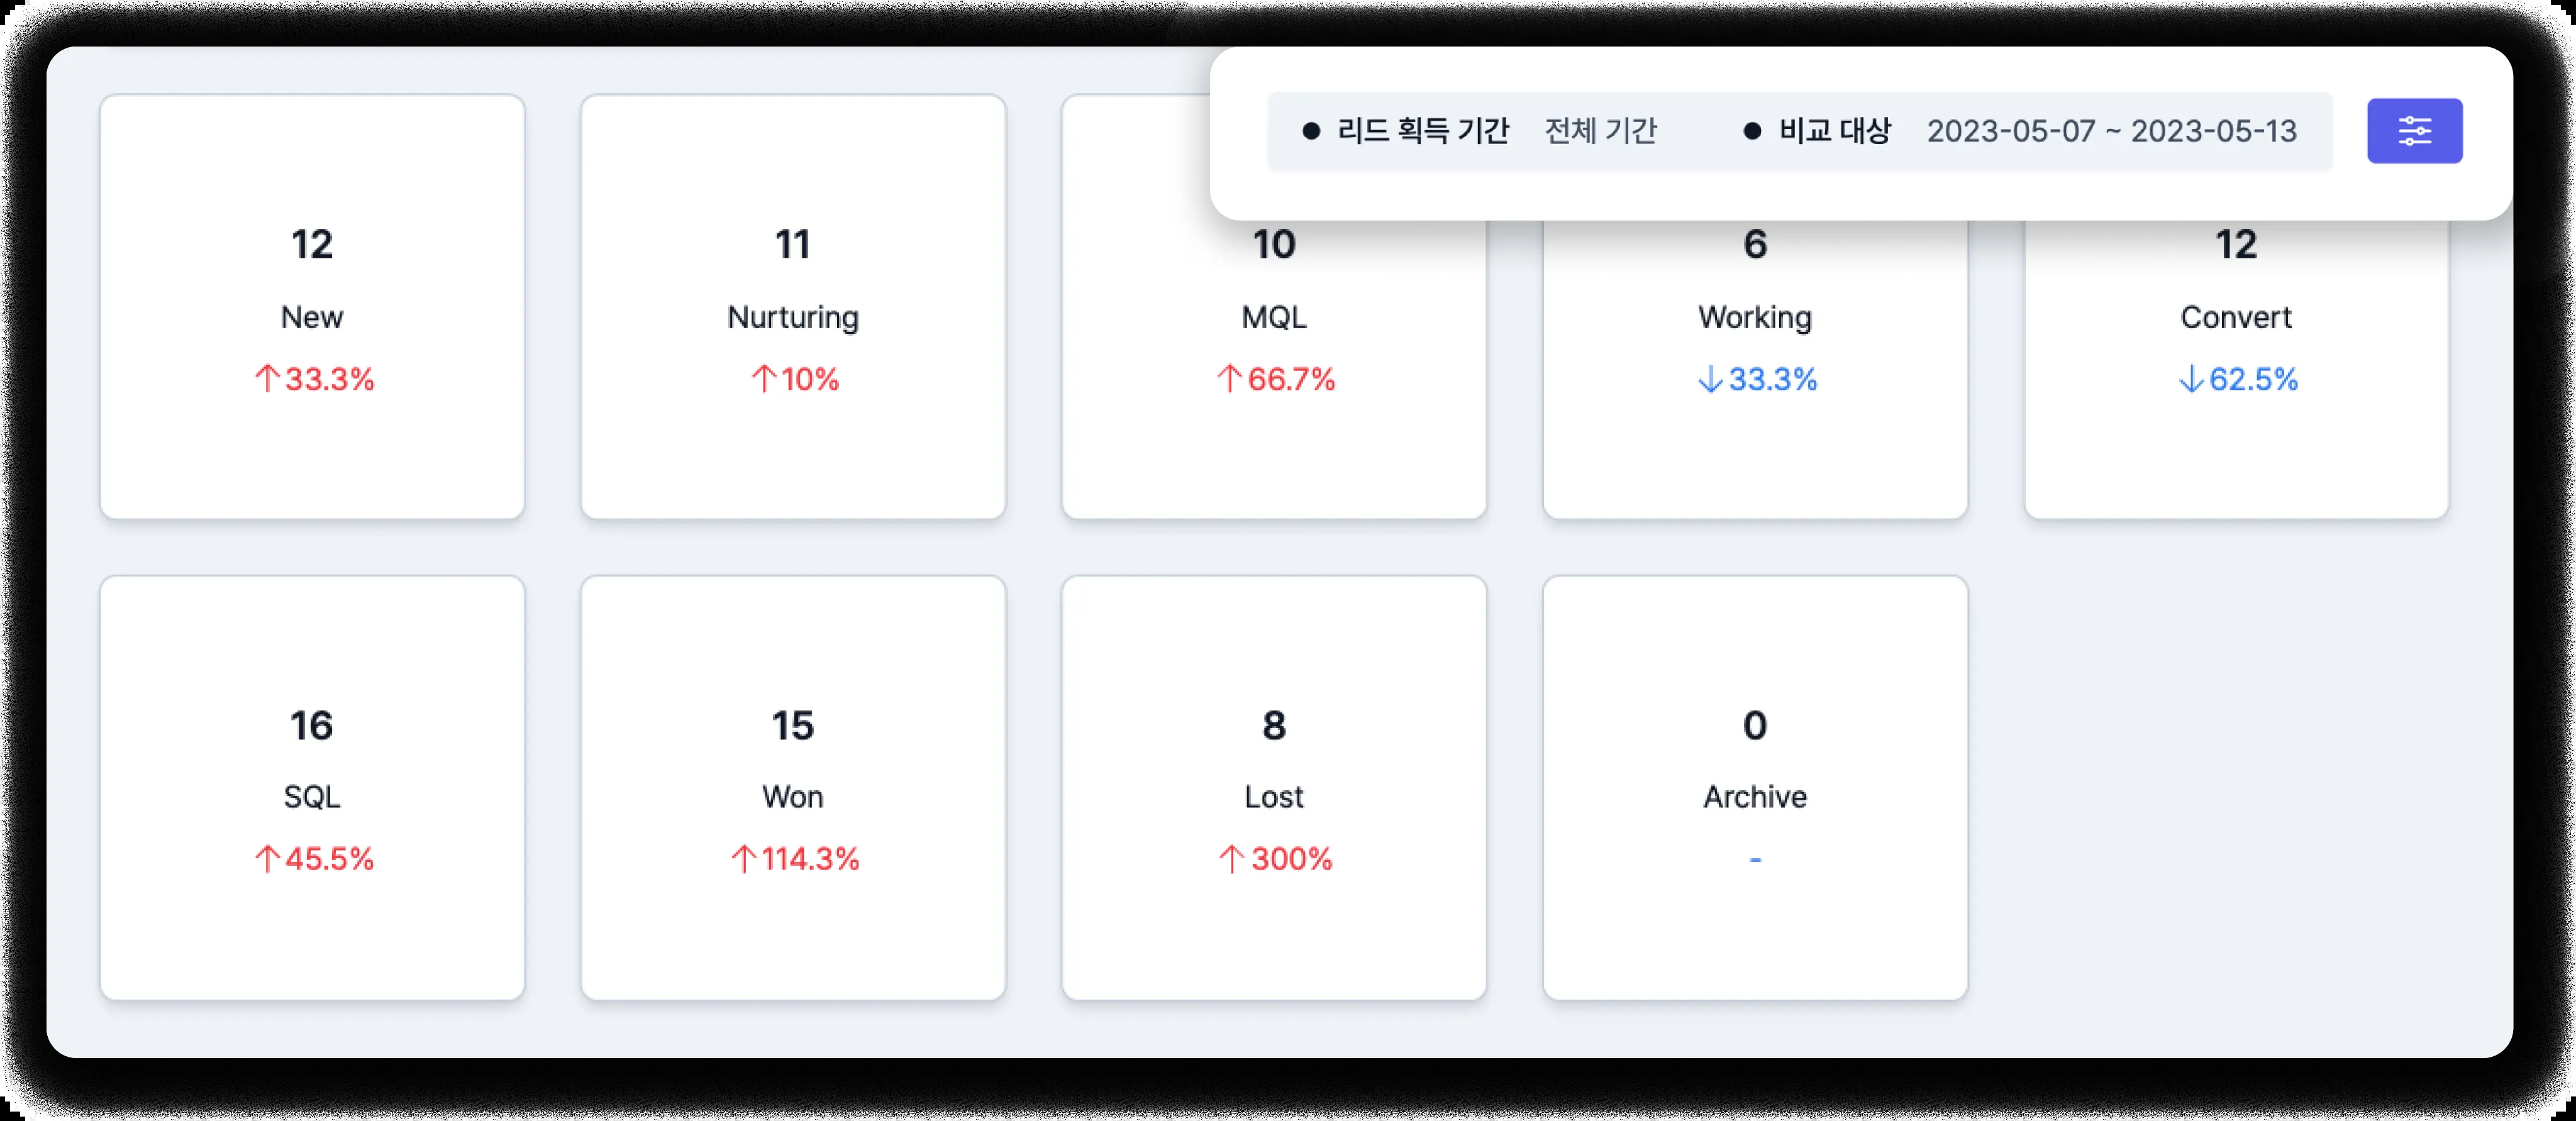 ● 리드 획득 기간 전체 기간 ● 비교 대상 2023-05-07 ~ 2023-05-13
12
New
↑33.3%
11
Nurturing
↑10%
10
MQL
↑66.7%
6
Working
↓33.3%
12
Convert
↓62.5%
16
SQL
↑45.5%
15
Won
↑114.3%
8
Lost
↑300%
0
Archive
-